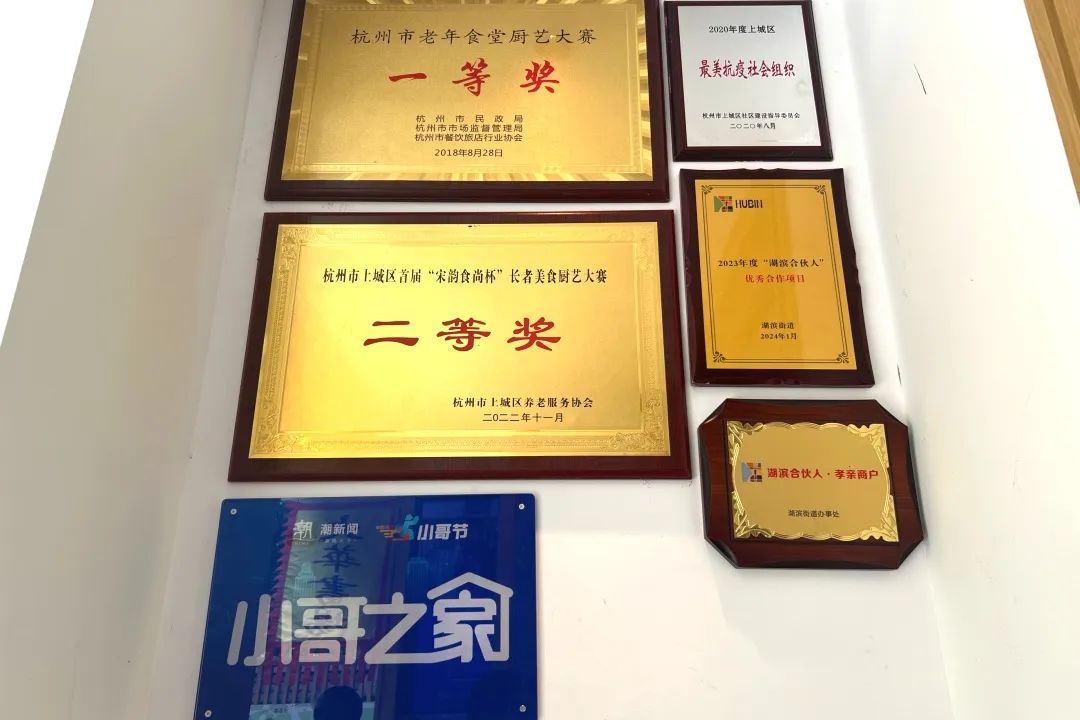 杭州市老年食堂厨艺大赛
一等奖
杭州市民政局
杭州市市场监督管理局
杭州市餐饮旅店行业协会
2018年8月28日
2020年度上城区
最美抗疫社会组织
杭州市上城区社区建设指导委员会
二〇二〇年八月
杭州市上城区首届“宋韵食尚杯”长者美食厨艺大赛
二等奖
杭州市上城区养老服务协会
二〇二二年十一月
HUBIN
2023年度“湖滨合伙人”
优秀合作项目
湖滨街道
2024年1月
湖滨合伙人·孝亲商户
湖滨街道办事处
潮 潮新闻 小哥节
小哥之家